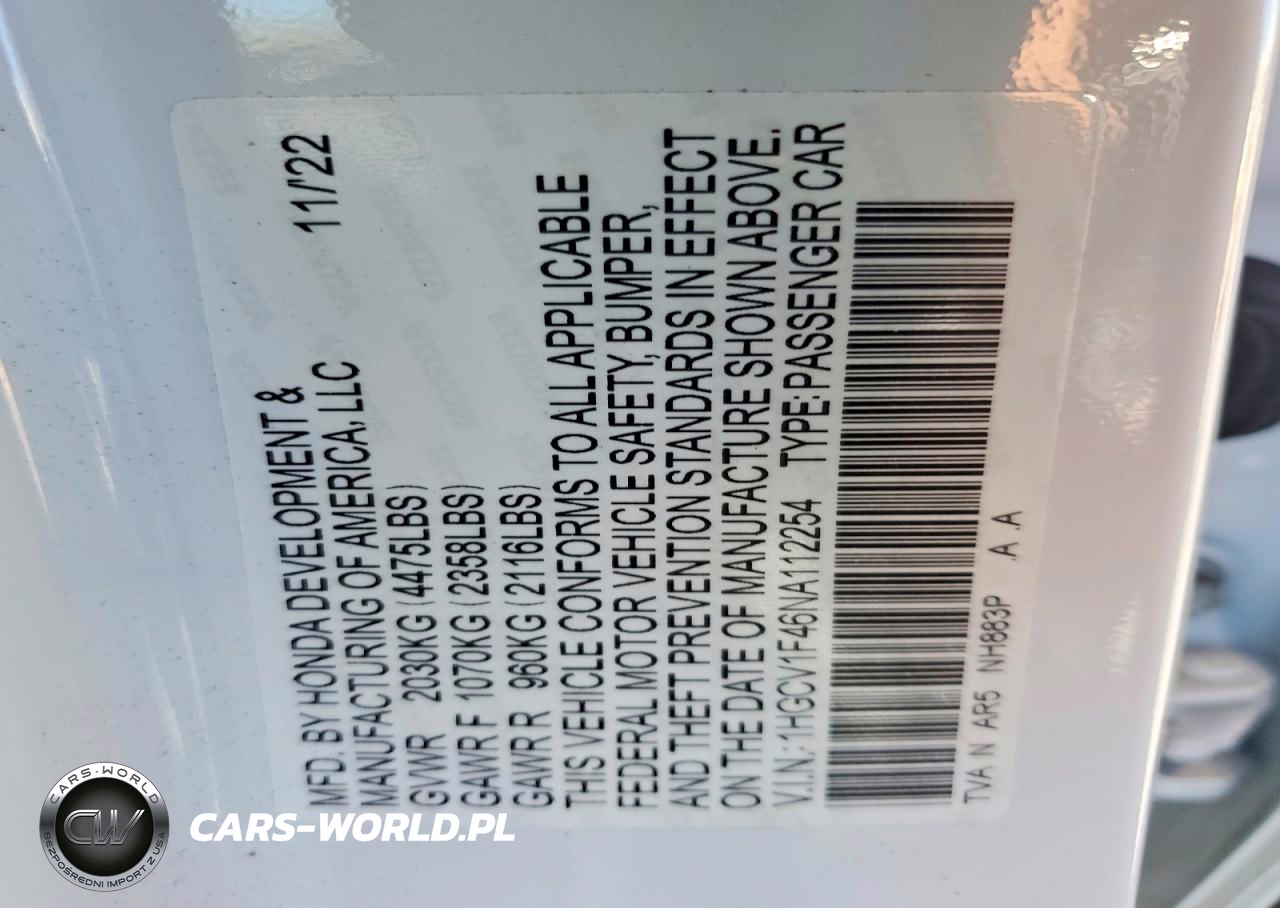 MFD. BY HONDA DEVELOPMENT &
MANUFACTURING OF AMERICA, LLC 11/'22
GVWR 2030KG (4475LBS)
GAWR F 1070KG (2358LBS)
GAWR R 960KG (2116LBS)
THIS VEHICLE CONFORMS TO ALL APPLICABLE
FEDERAL MOTOR VEHICLE SAFETY, BUMPER,
AND THEFT PREVENTION STANDARDS IN EFFECT
ON THE DATE OF MANUFACTURE SHOWN ABOVE.
V.I.N.: 1HGCV1F46NA112254 TYPE: PASSENGER CAR
TVA N AR5 NH883P .A .A
CARS-WORLD
CW
BEZPOŚREDNI IMPORT Z USA
CARS-WORLD.PL